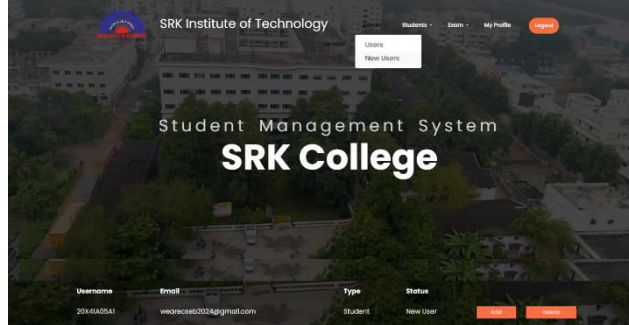 SRK Institute of Technology
Students
Exam
My Profile
Logout
Users
New Users
Student Management System
SRK College
Username Email Type Status
20X41A05A1 wearecseb2024@gmail.com Student New User Add Delete